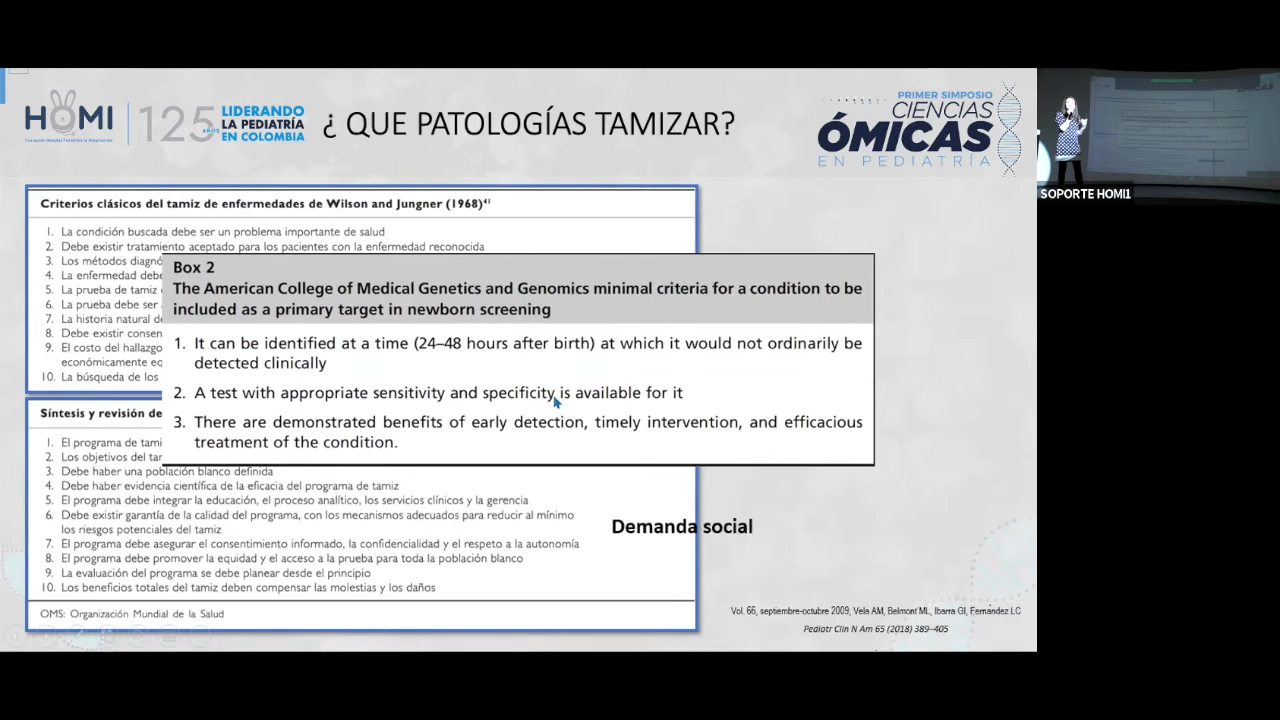 HOMI
Fundación Hospital Pediátrico la Misericordia
125
AÑOS
LIDERANDO
LA PEDIATRÍA
EN COLOMBIA
¿ QUE PATOLOGÍAS TAMIZAR?
PRIMER SIMPOSIO
CIENCIAS
ÓMICAS
EN PEDIATRÍA
SOPORTE HOMI1
Criterios clásicos del tamiz de enfermedades de Wilson and Jungner (1968)41
1. La condición buscada debe ser un problema importante de salud
2. Debe existir tratamiento aceptado para los pacientes con la enfermedad reconocida
3. Los métodos diagnó
4. La enfermedad debe
5. La prueba de tamiz
6. La prueba debe ser
7. La historia natural de
8. Debe existir consen
9. El costo del hallazgo
económicamente eq
10. La búsqueda de los
Box 2
The American College of Medical Genetics and Genomics minimal criteria for a condition to be
included as a primary target in newborn screening
1. It can be identified at a time (24–48 hours after birth) at which it would not ordinarily be
detected clinically
2. A test with appropriate sensitivity and specificity is available for it
3. There are demonstrated benefits of early detection, timely intervention, and efficacious
treatment of the condition.
Síntesis y revisión de
1. El programa de tami
2. Los objetivos del tam
3. Debe haber una población blanco definida
4. Debe haber evidencia científica de la eficacia del programa de tamiz
5. El programa debe integrar la educación, el proceso analítico, los servicios clínicos y la gerencia
6. Debe existir garantía de la calidad del programa, con los mecanismos adecuados para reducir al mínimo
los riesgos potenciales del tamiz
7. El programa debe asegurar el consentimiento informado, la confidencialidad y el respeto a la autonomía
8. El programa debe promover la equidad y el acceso a la prueba para toda la población blanco
9. La evaluación del programa se debe planear desde el principio
10. Los beneficios totales del tamiz deben compensar las molestias y los daños
OMS: Organización Mundial de la Salud
Demanda social
Vol. 66, septiembre-octubre 2009, Vela AM, Belmont ML, Ibarra GI, Fernández LC
Pediatr Clin N Am 65 (2018) 389–405